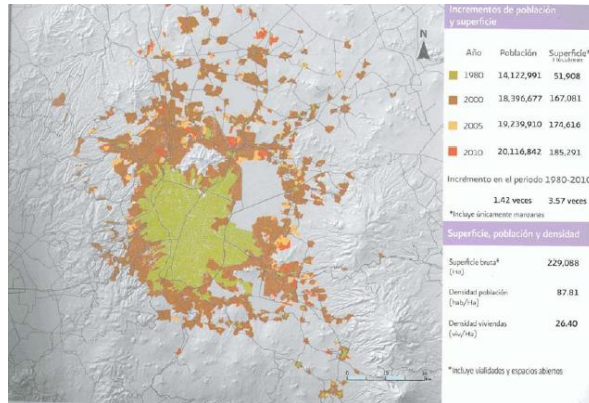 Incrementos de población
y superficie
Año Población Superficie*
1980 14,122,991 51,908
2000 18,396,677 167,081
2005 19,239,910 174,616
2010 20,116,842 185,291
Incremento en el periodo 1980-2010
1.42 veces 3.57 veces
*Incluye únicamente manzanas
Superficie, población y densidad
Superficie bruta*
(Ha) 229,088
Densidad población
(hab/Ha) 87.81
Densidad viviendas
(viv/Ha) 26.40
*Incluye vialidades y espacios abiertos
N
0